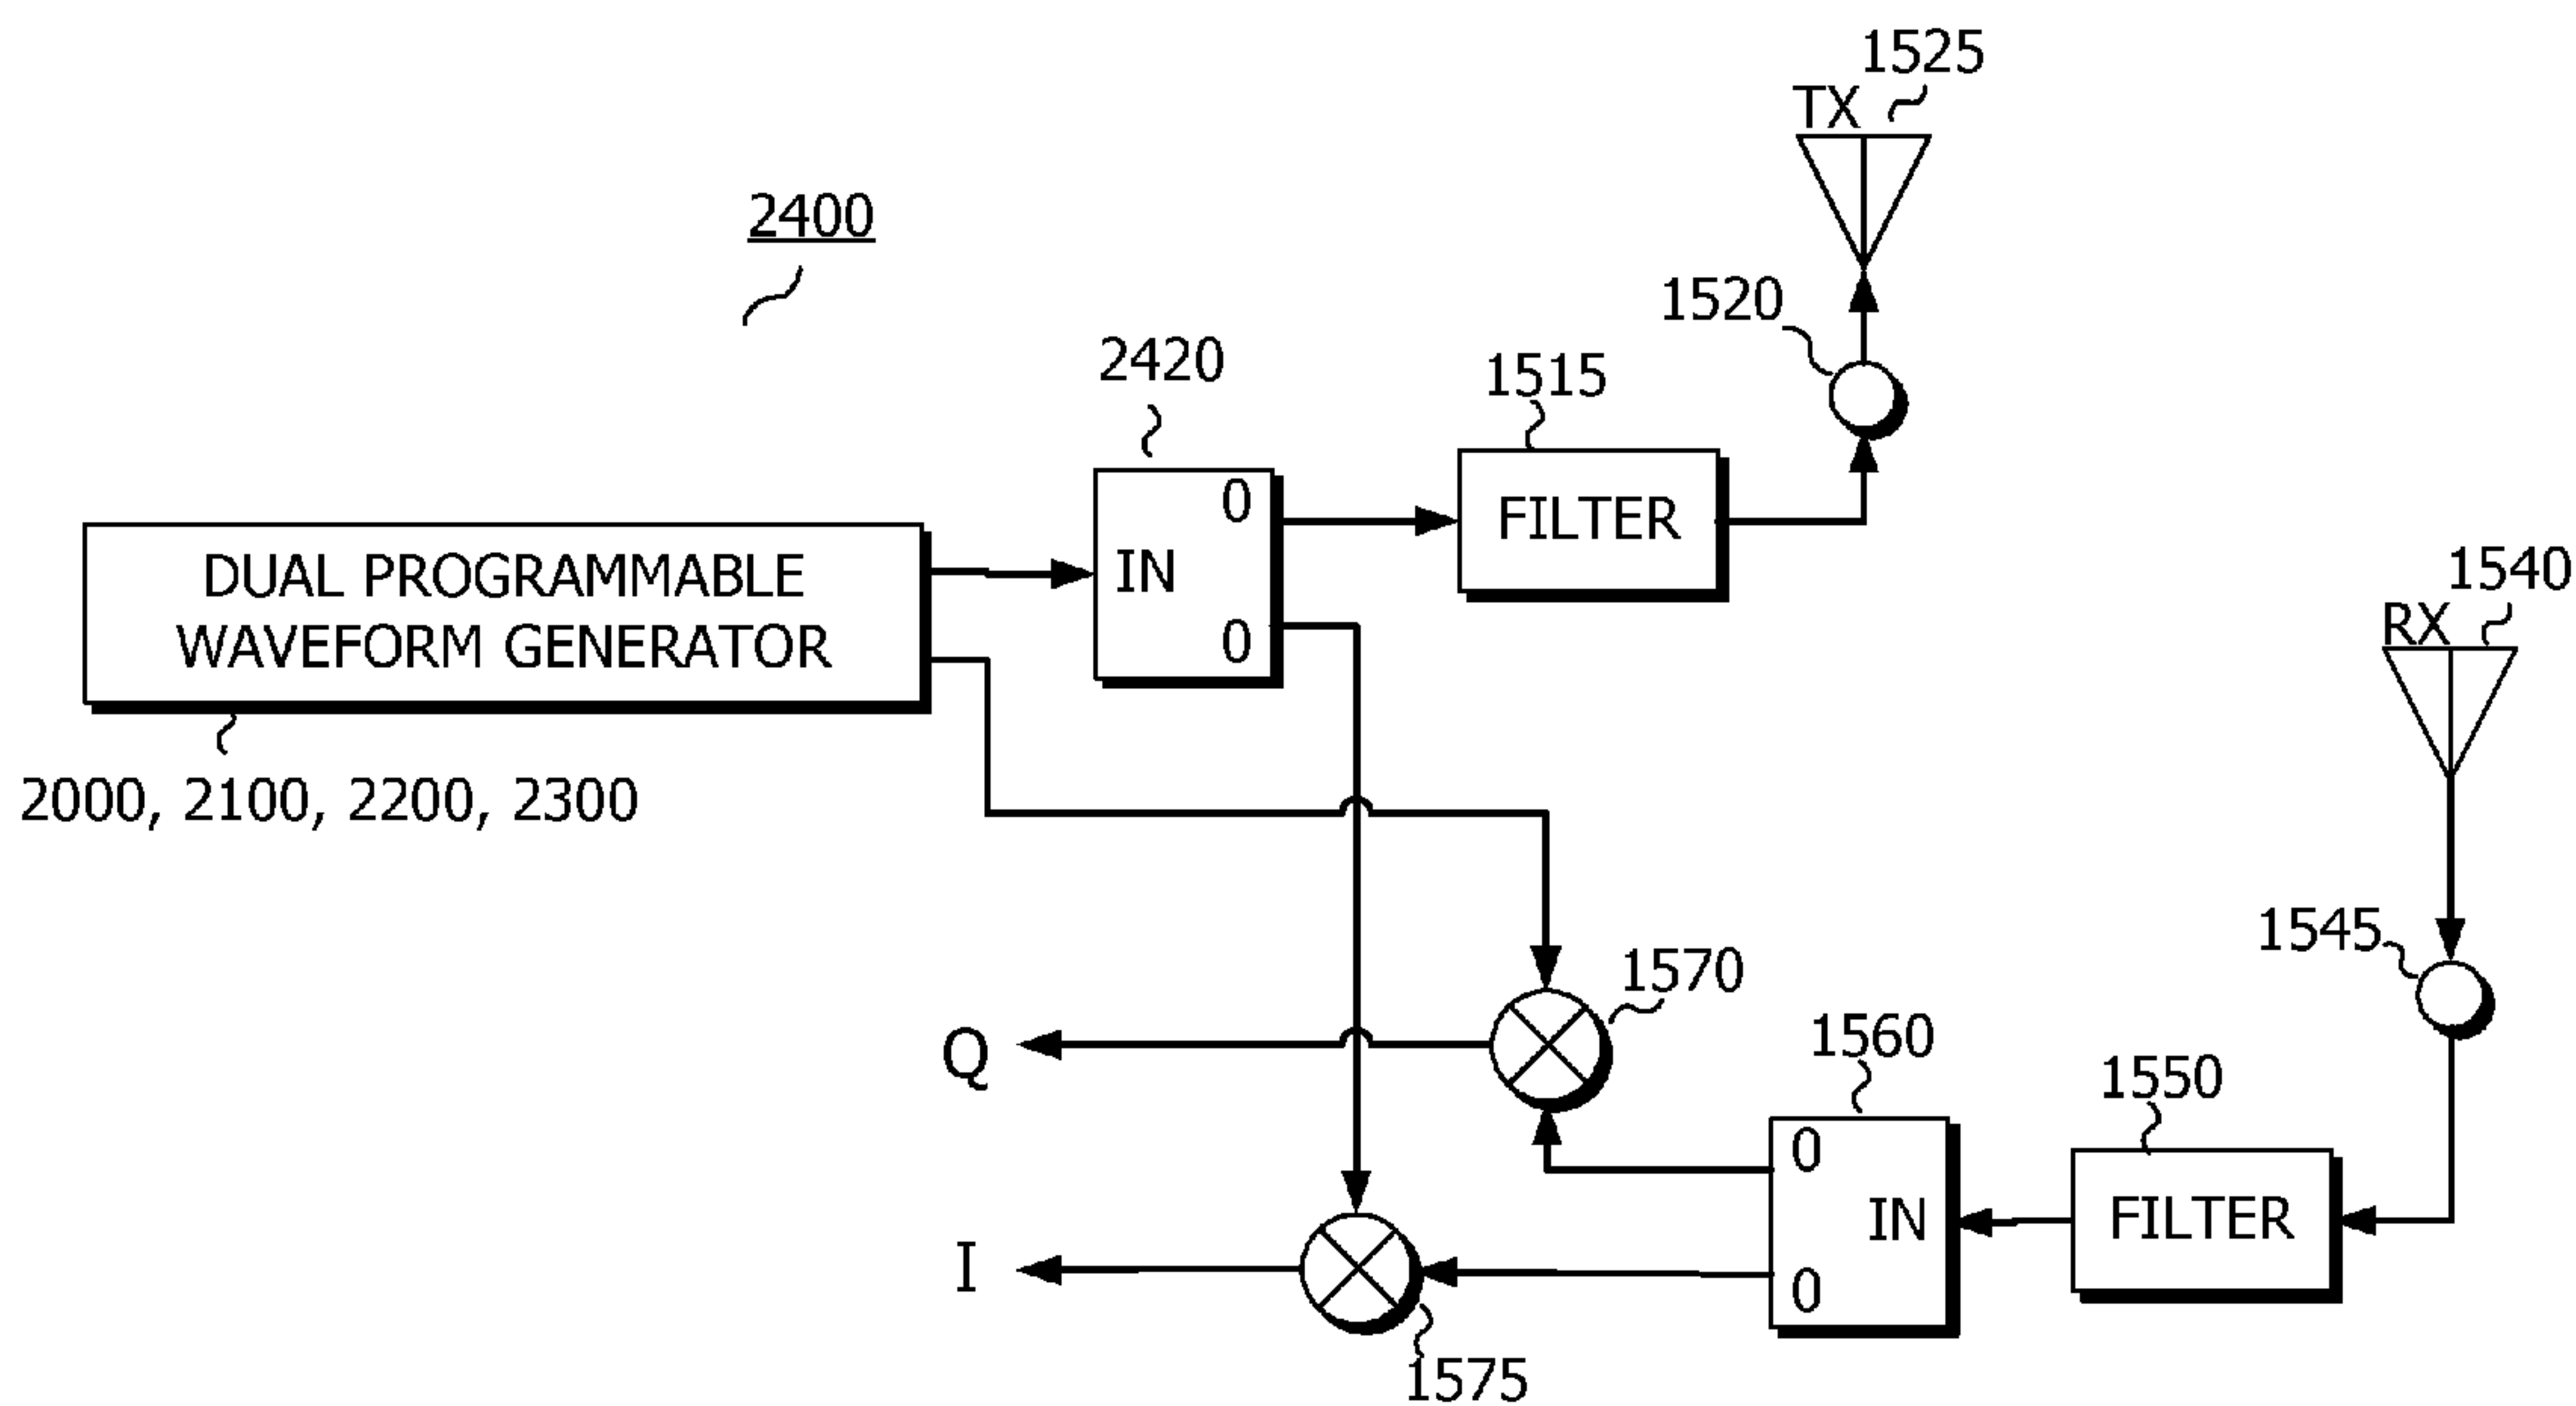 1525
TX
2400
1520
2420
1515
0
IN
0
FILTER
DUAL PROGRAMMABLE
WAVEFORM GENERATOR
2000, 2100, 2200, 2300
1540
RX
1545
1570
Q
1560
1550
0
IN
0
FILTER
I
1575